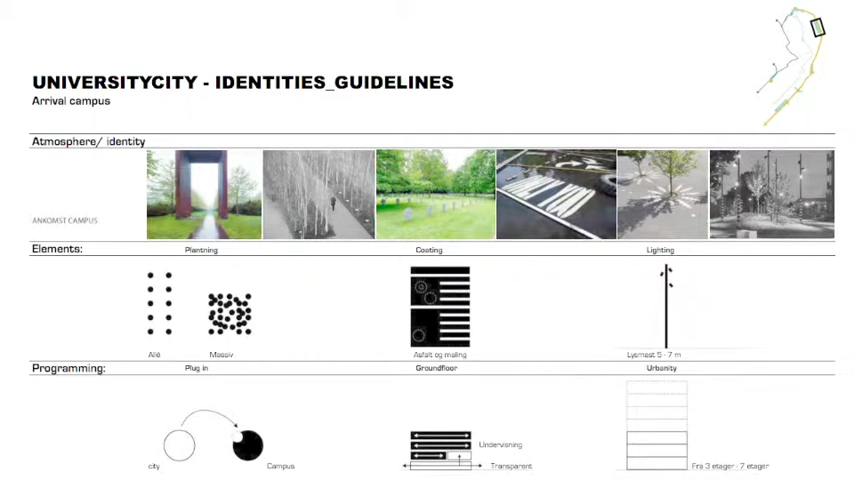 UNIVERSITYCITY - IDENTITIES_GUIDELINES
Arrival campus
Atmosphere/ identity
ANKOMST CAMPUS
Elements: Plantning Coating Lighting
Allé Massiv Asfalt og maling Lysmast 5 - 7 m
Programming: Plug in Groundfloor Urbanity
Undervisning
city Campus Transparent Fra 3 etager - 7 etager